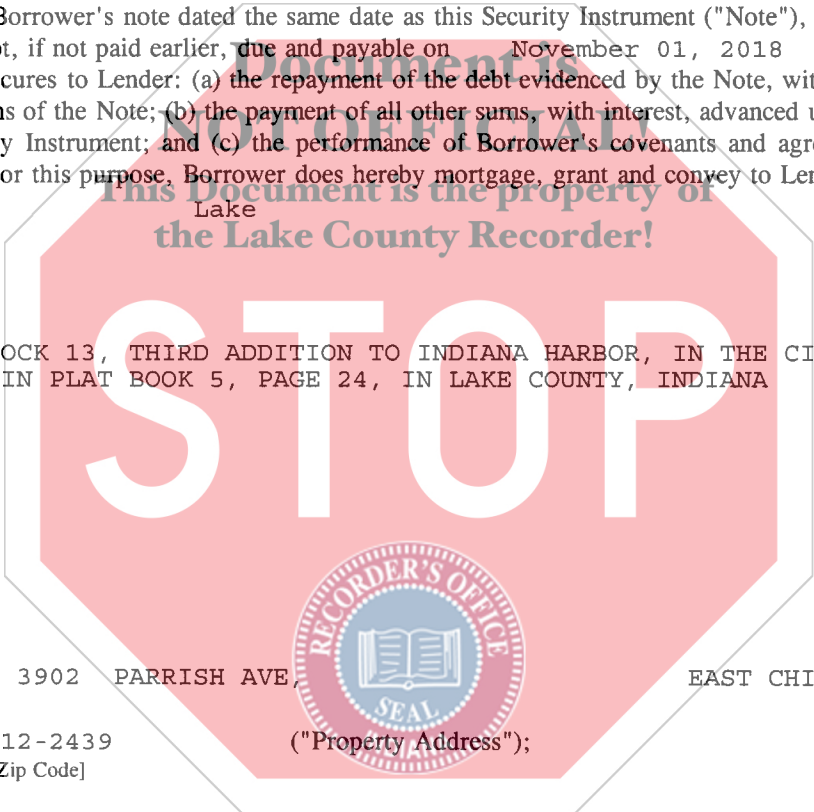 Borrower's note dated the same date as this Security Instrument ("Note"),
t, if not paid earlier, due and payable on November 01, 2018
Document is
cures to Lender: (a) the repayment of the debt evidenced by the Note, wit
ns of the Note; (b) the payment of all other sums, with interest, advanced u
NOT OFFICIAL!
y Instrument; and (c) the performance of Borrower's covenants and agre
or this purpose, Borrower does hereby mortgage, grant and convey to Len
This Document is the property of
Lake
the Lake County Recorder!
STOP
OCK 13, THIRD ADDITION TO INDIANA HARBOR, IN THE CI
IN PLAT BOOK 5, PAGE 24, IN LAKE COUNTY, INDIANA
RECORDER'S OFFICE
3902 PARRISH AVE, EAST CHI
SEAL
12-2439 ("Property Address");
Zip Code]